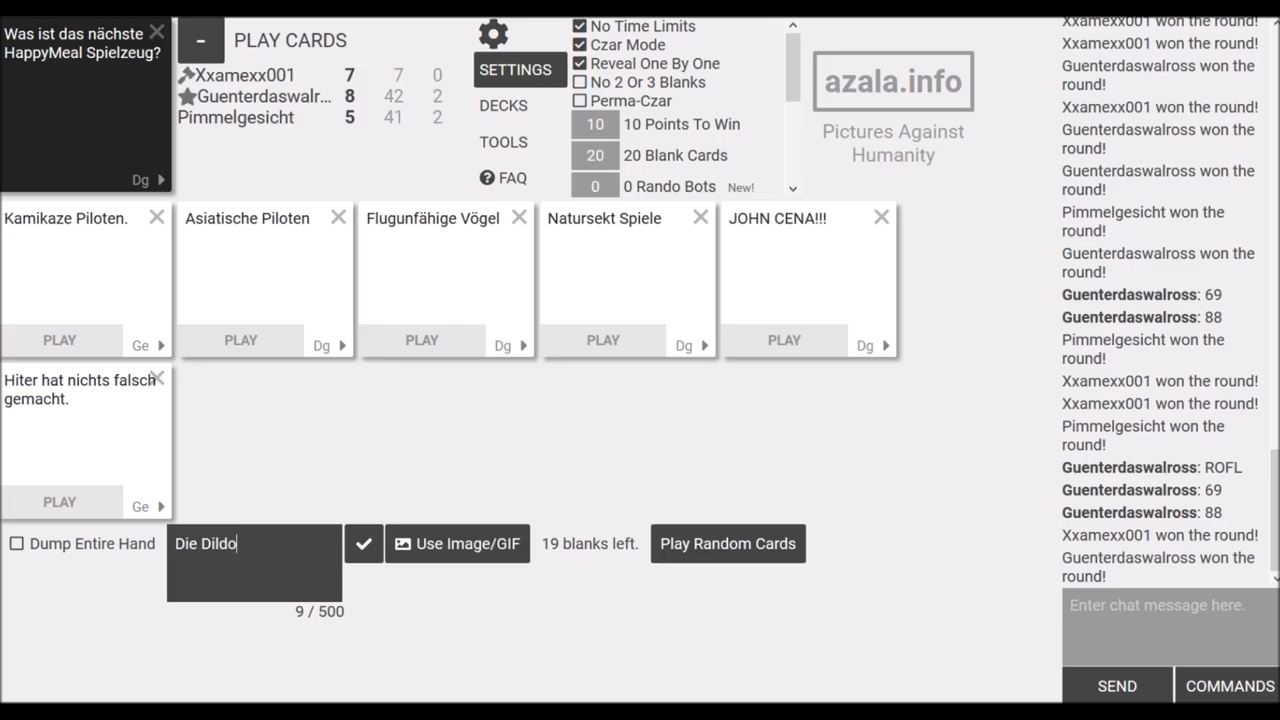 Was ist das nächste
HappyMeal Spielzeug?
Dg
-
PLAY CARDS
Xxamexx001 7 7 0
Guenterdaswalr... 8 42 2
Pimmelgesicht 5 41 2
SETTINGS
DECKS
TOOLS
FAQ
No Time Limits
Czar Mode
Reveal One By One
No 2 Or 3 Blanks
Perma-Czar
10 10 Points To Win
20 20 Blank Cards
0 0 Rando Bots New!
azala.info
Pictures Against
Humanity
Kamikaze Piloten.
PLAY
Ge
Asiatische Piloten
PLAY
Dg
Flugunfähige Vögel
PLAY
Dg
Natursekt Spiele
PLAY
Dg
JOHN CENA!!!
PLAY
Dg
Hiter hat nichts falsch
gemacht.
PLAY
Ge
Dump Entire Hand
Die Dildo
9 / 500
Use Image/GIF
19 blanks left.
Play Random Cards
Xxamexx001 won the round!
Xxamexx001 won the round!
Guenterdaswalross won the
round!
Xxamexx001 won the round!
Guenterdaswalross won the
round!
Guenterdaswalross won the
round!
Pimmelgesicht won the
round!
Guenterdaswalross won the
round!
Guenterdaswalross: 69
Guenterdaswalross: 88
Pimmelgesicht won the
round!
Xxamexx001 won the round!
Xxamexx001 won the round!
Pimmelgesicht won the
round!
Guenterdaswalross: ROFL
Guenterdaswalross: 69
Guenterdaswalross: 88
Xxamexx001 won the round!
Guenterdaswalross won the
round!
Enter chat message here.
SEND
COMMANDS